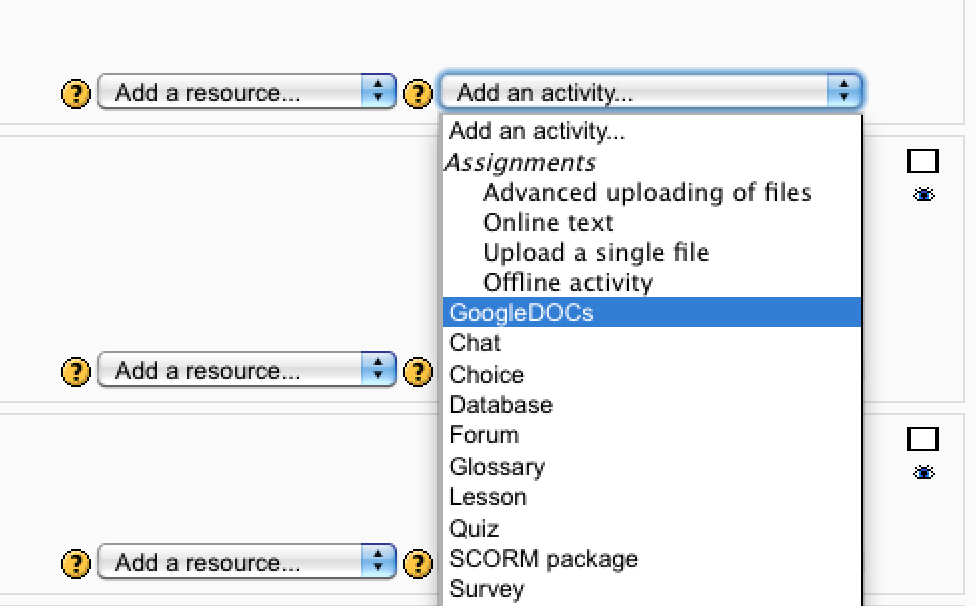 ? Add a resource... ? Add an activity...
Add an activity...
Assignments
Advanced uploading of files
Online text
Upload a single file
Offline activity
GoogleDOCs
Chat
? Add a resource... ?
Choice
Database
Forum
Glossary
Lesson
Quiz
? Add a resource... ?
SCORM package
Survey